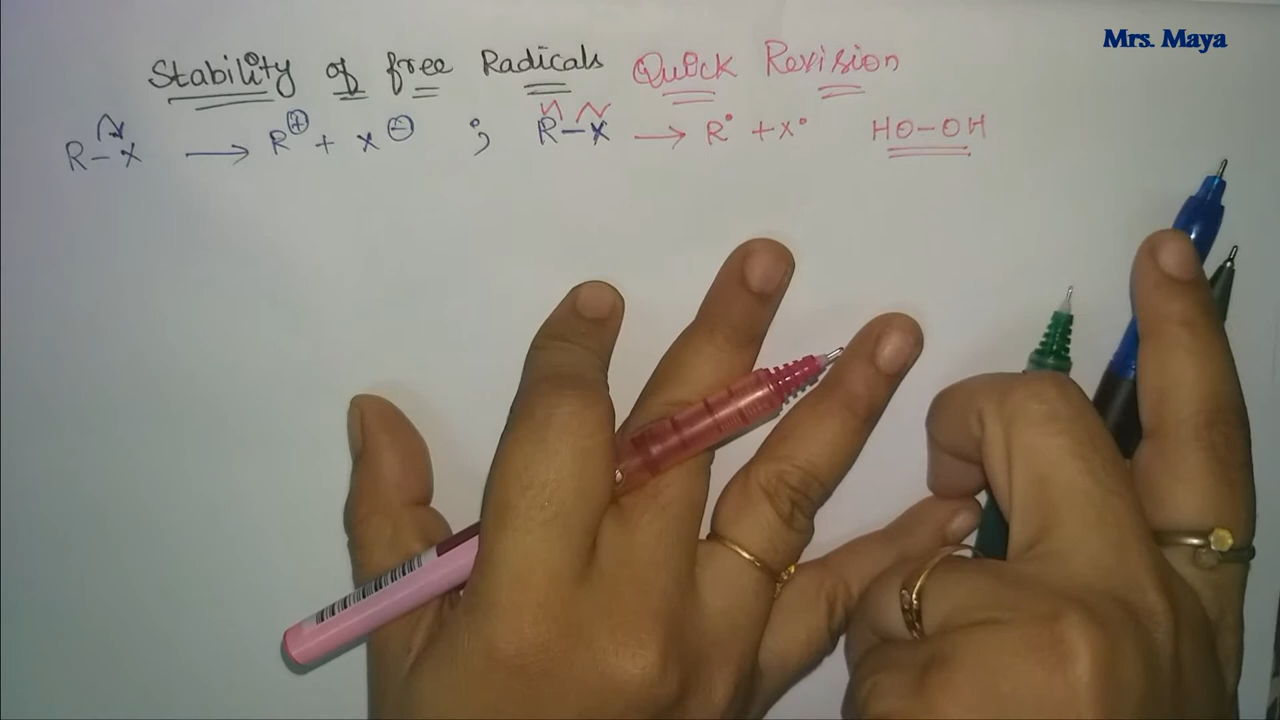 Mrs. Maya
Stability of free Radicals Quick Revision
R-X → R⊕ + X⊖ ; R-X → R• + X• HO-OH